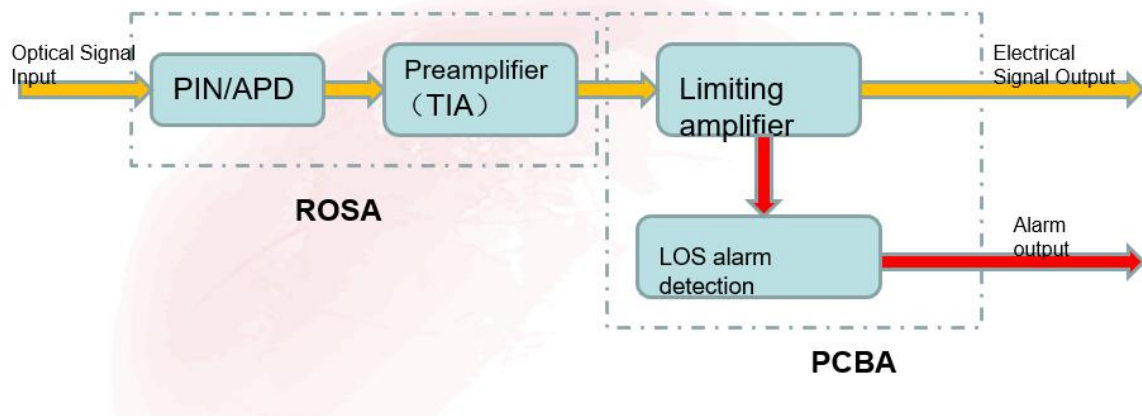 Optical Signal
Input
PIN/APD
Preamplifier
（TIA）
Limiting
amplifier
Electrical
Signal Output
ROSA
LOS alarm
detection
Alarm
output
PCBA